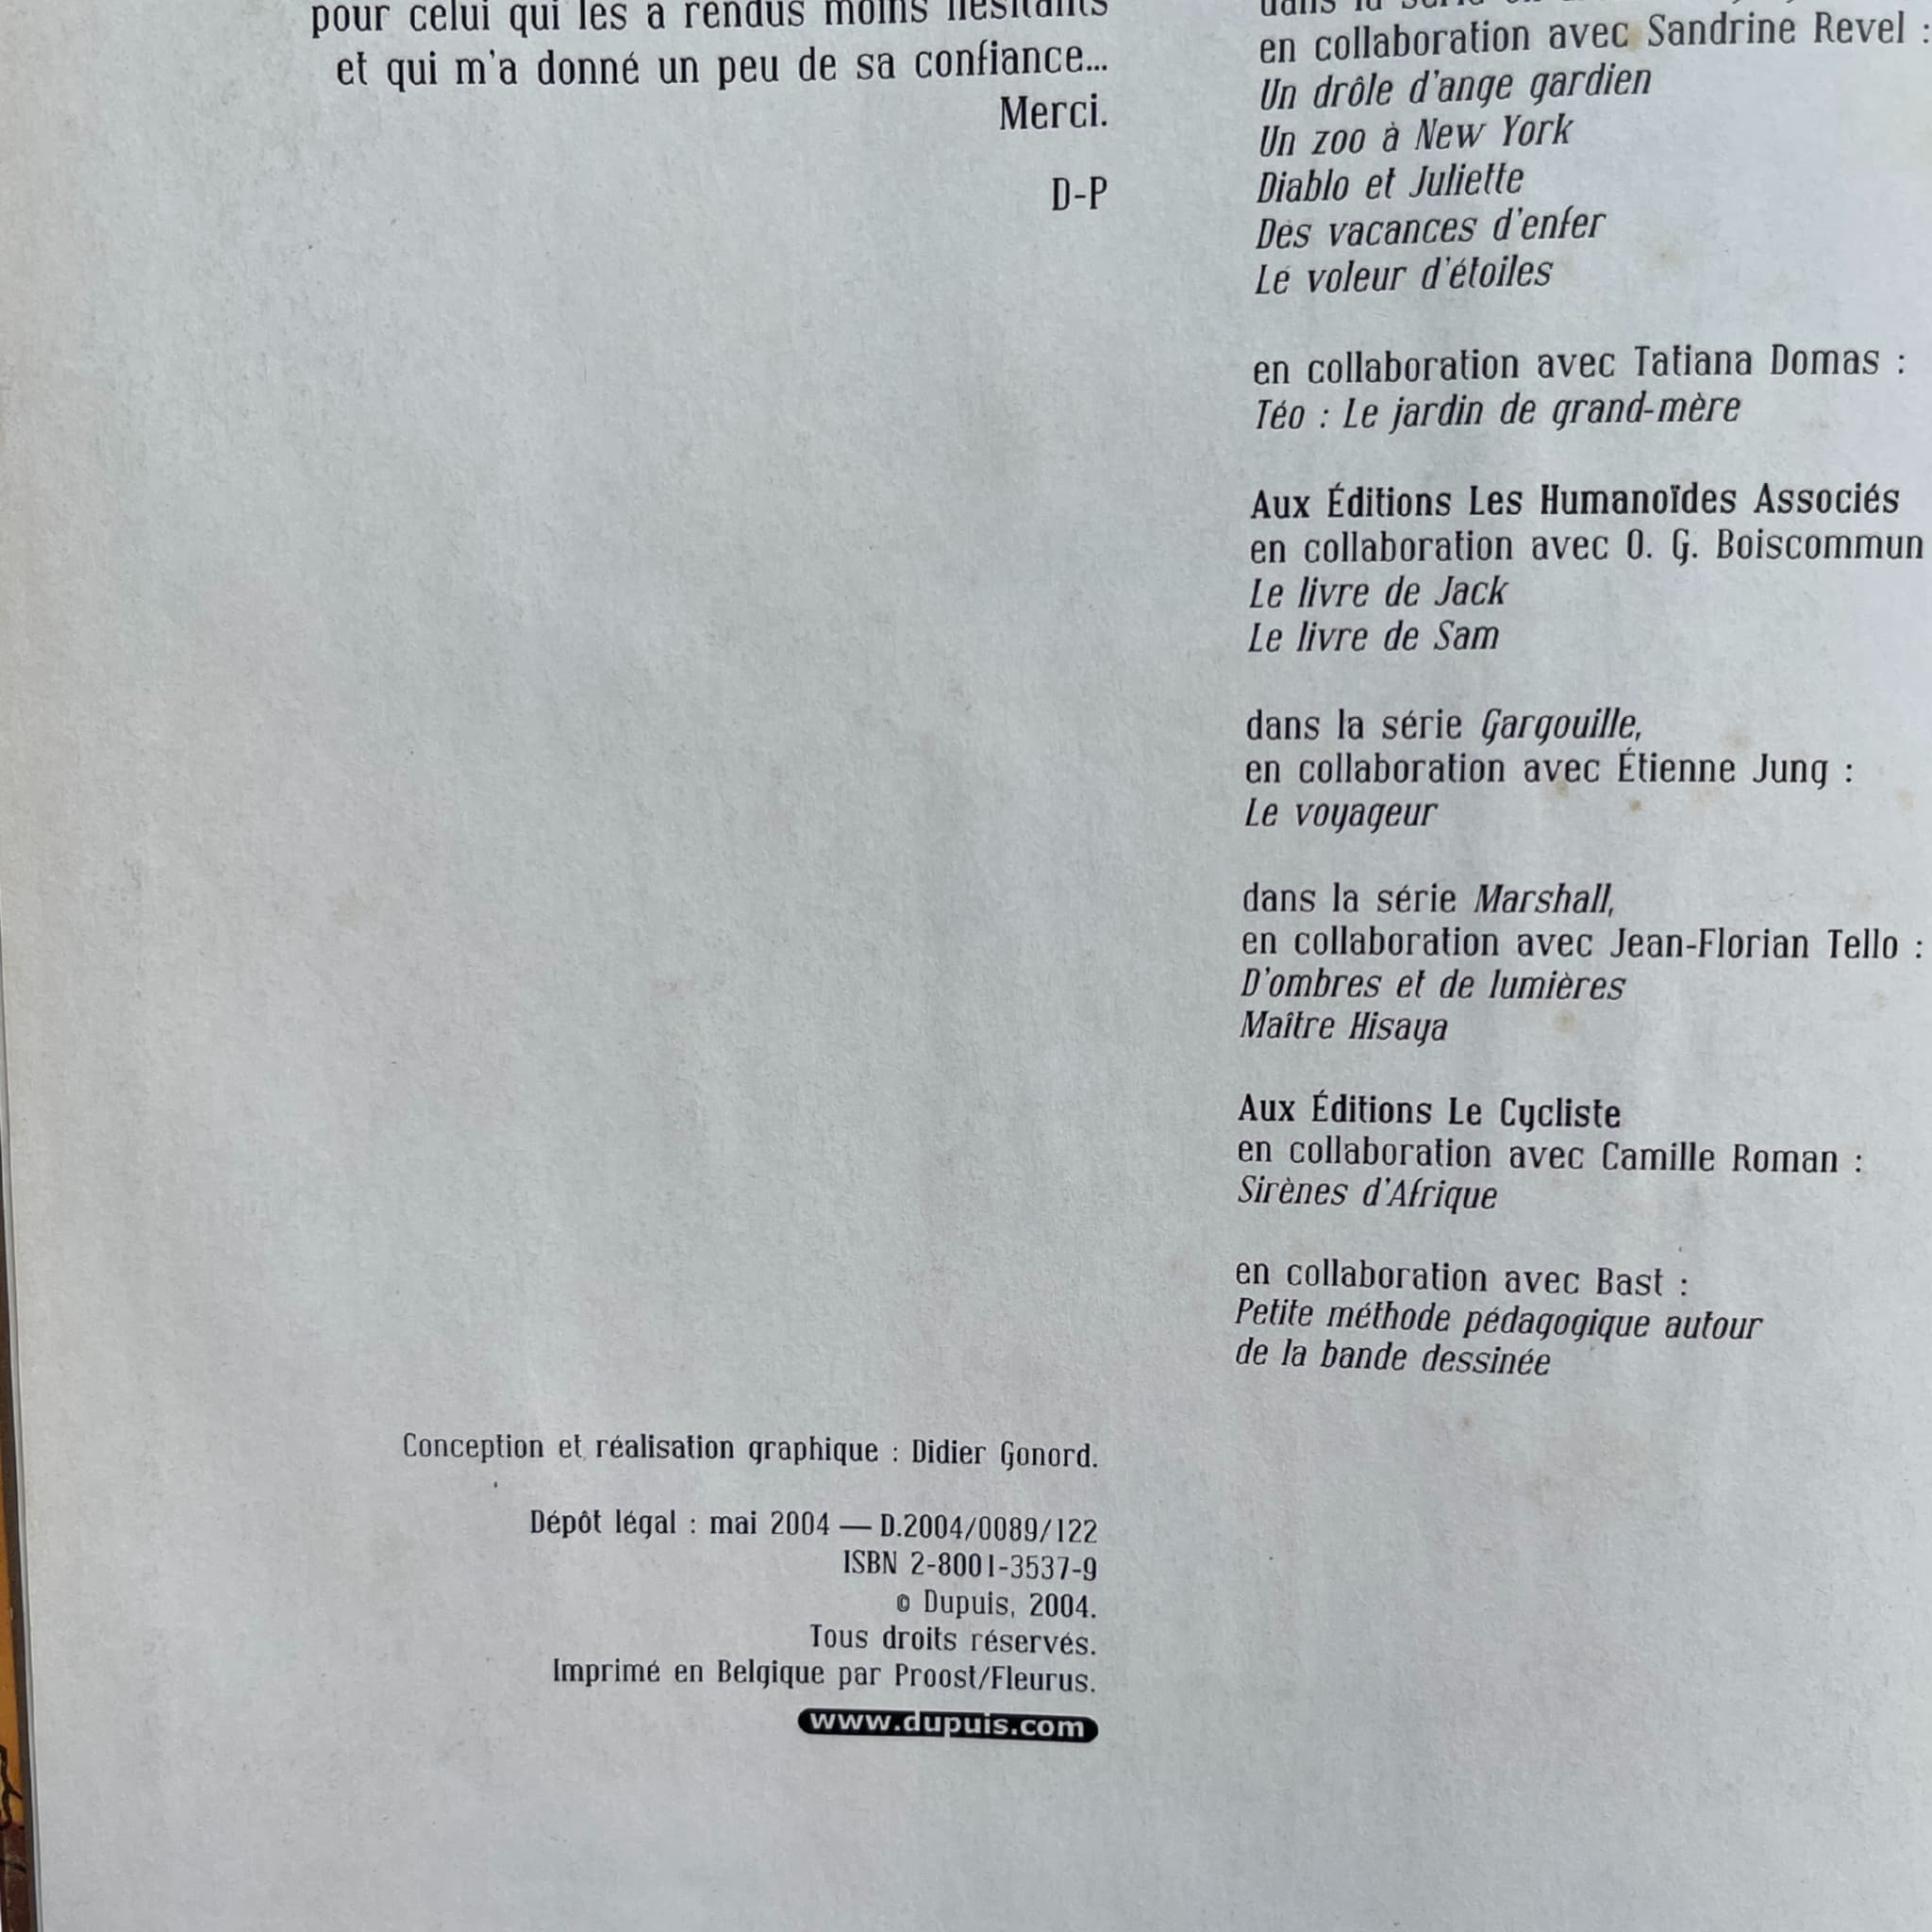 pour celui qui les a rendus moins hésitants
et qui m'a donné un peu de sa confiance...
Merci.
D-P
Conception et réalisation graphique : Didier Gonord.
Dépôt légal : mai 2004 — D.2004/0089/122
ISBN 2-8001-3537-9
© Dupuis, 2004.
Tous droits réservés.
Imprimé en Belgique par Proost/Fleurus.
www.dupuis.com
dans la série
en collaboration avec Sandrine Revel :
Un drôle d'ange gardien
Un zoo à New York
Diablo et Juliette
Des vacances d'enfer
Le voleur d'étoiles
en collaboration avec Tatiana Domas :
Téo : Le jardin de grand-mère
Aux Éditions Les Humanoïdes Associés
en collaboration avec O. G. Boiscommun
Le livre de Jack
Le livre de Sam
dans la série Gargouille,
en collaboration avec Étienne Jung :
Le voyageur
dans la série Marshall,
en collaboration avec Jean-Florian Tello :
D'ombres et de lumières
Maître Hisaya
Aux Éditions Le Cycliste
en collaboration avec Camille Roman :
Sirènes d'Afrique
en collaboration avec Bast :
Petite méthode pédagogique autour
de la bande dessinée